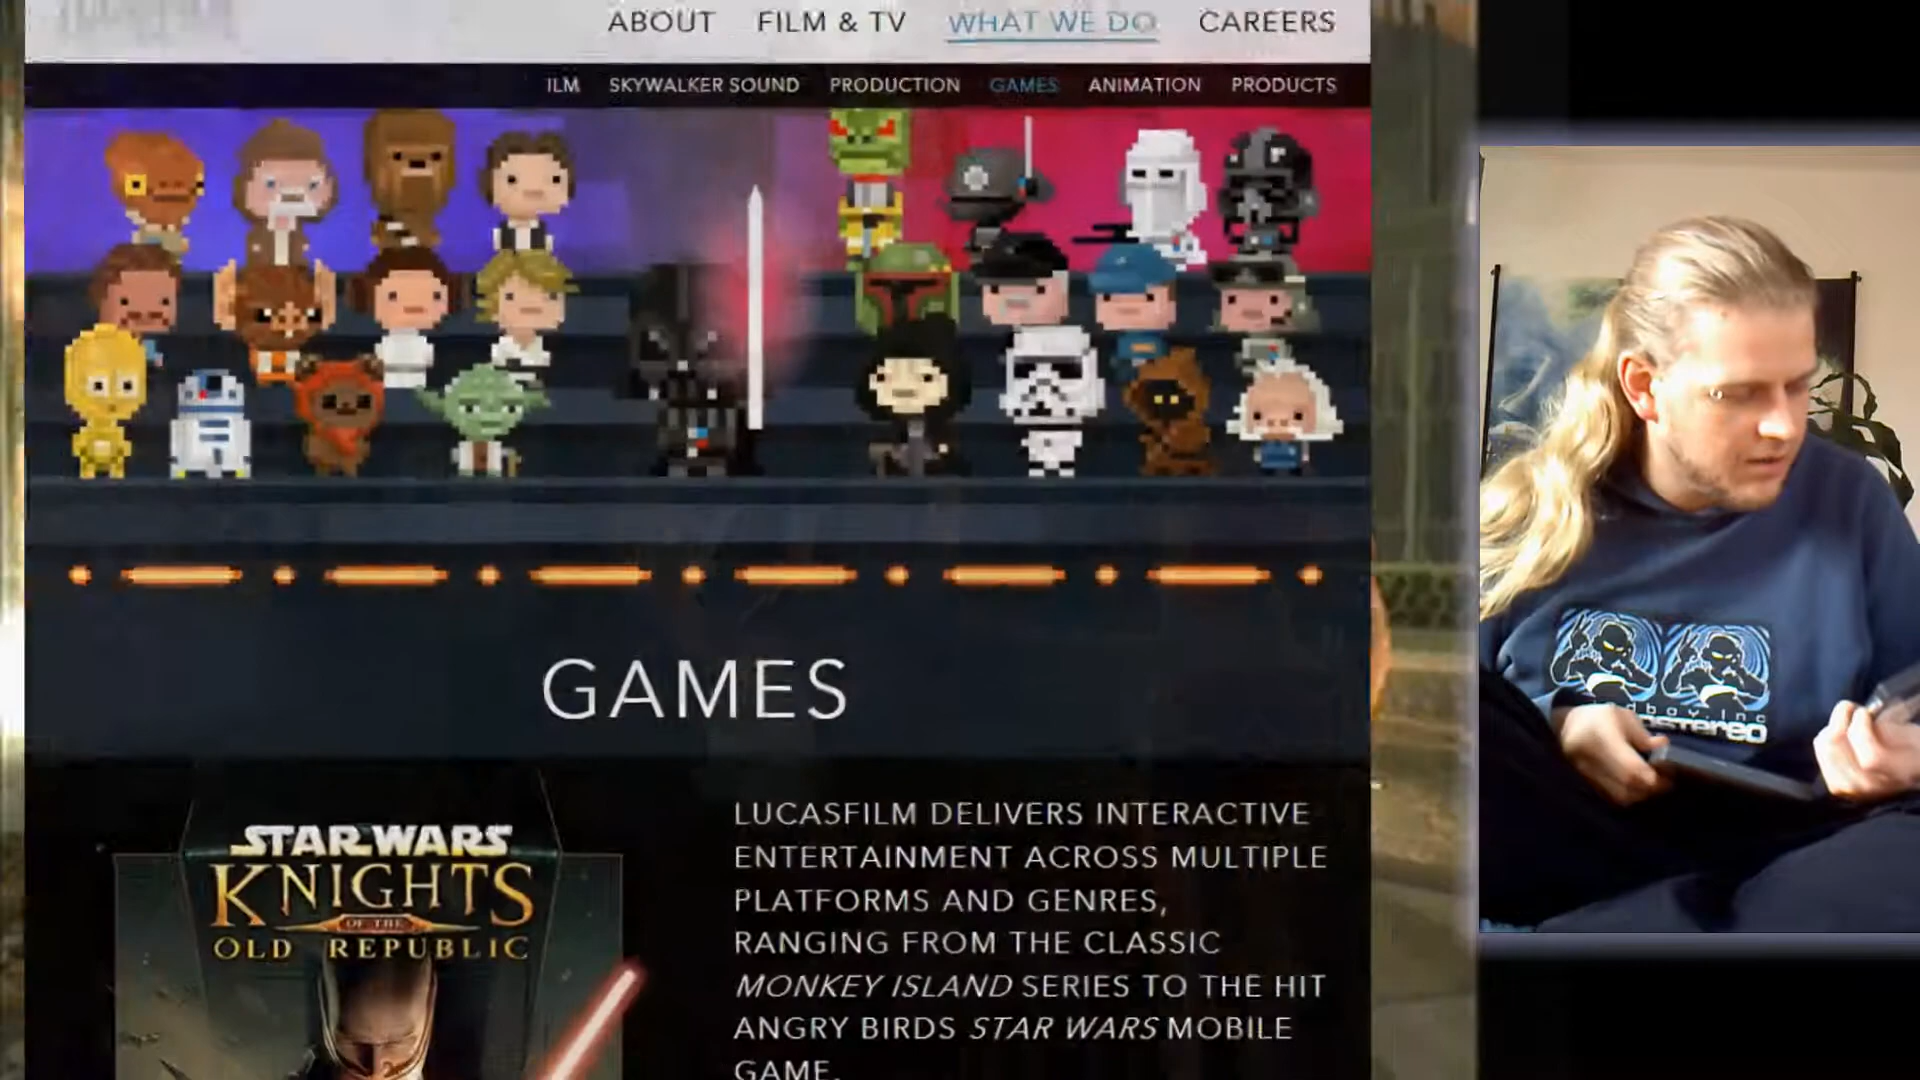 ABOUT FILM & TV WHAT WE DO CAREERS
ILM SKYWALKER SOUND PRODUCTION GAMES ANIMATION PRODUCTS
GAMES
STAR WARS
KNIGHTS
OF THE
OLD REPUBLIC
LUCASFILM DELIVERS INTERACTIVE
ENTERTAINMENT ACROSS MULTIPLE
PLATFORMS AND GENRES,
RANGING FROM THE CLASSIC
MONKEY ISLAND SERIES TO THE HIT
ANGRY BIRDS STAR WARS MOBILE
GAME.